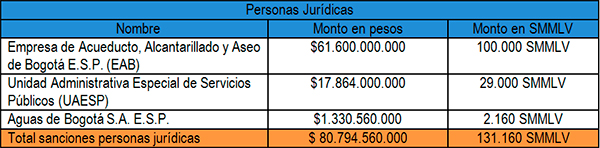 Personas Jurídicas
Nombre Monto en pesos Monto en SMMLV
Empresa de Acueducto, Alcantarillado y Aseo
de Bogotá E.S.P. (EAB) $61.600.000.000 100.000 SMMLV
Unidad Administrativa Especial de Servicios
Públicos (UAESP) $17.864.000.000 29.000 SMMLV
Aguas de Bogotá S.A. E.S.P. $1.330.560.000 2.160 SMMLV
Total sanciones personas jurídicas $ 80.794.560.000 131.160 SMMLV